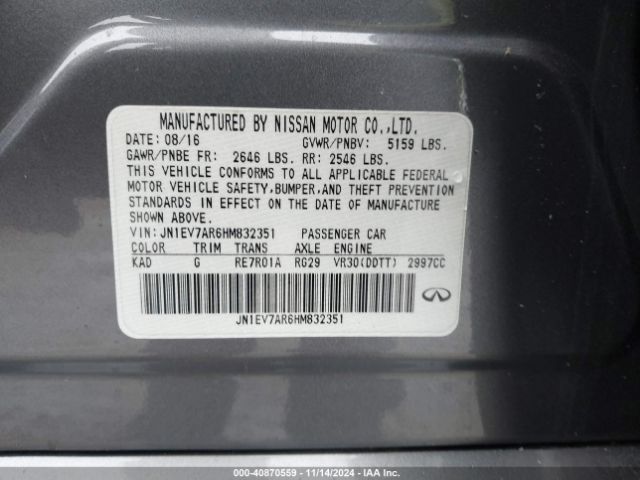 MANUFACTURED BY NISSAN MOTOR CO.,LTD.
DATE: 08/16 GVWR/PNBV: 5159 LBS.
GAWR/PNBE FR: 2646 LBS. RR: 2546 LBS.
THIS VEHICLE CONFORMS TO ALL APPLICABLE FEDERAL
MOTOR VEHICLE SAFETY,BUMPER,AND THEFT PREVENTION
STANDARDS IN EFFECT ON THE DATE OF MANUFACTURE
SHOWN ABOVE.
VIN: JN1EV7AR6HM832351 PASSENGER CAR
COLOR TRIM TRANS AXLE ENGINE
KAD G RE7R01A RG29 VR30(DDTT) 2997CC
JN1EV7AR6HM832351
000-40870559 | 11/14/2024 | IAA Inc.